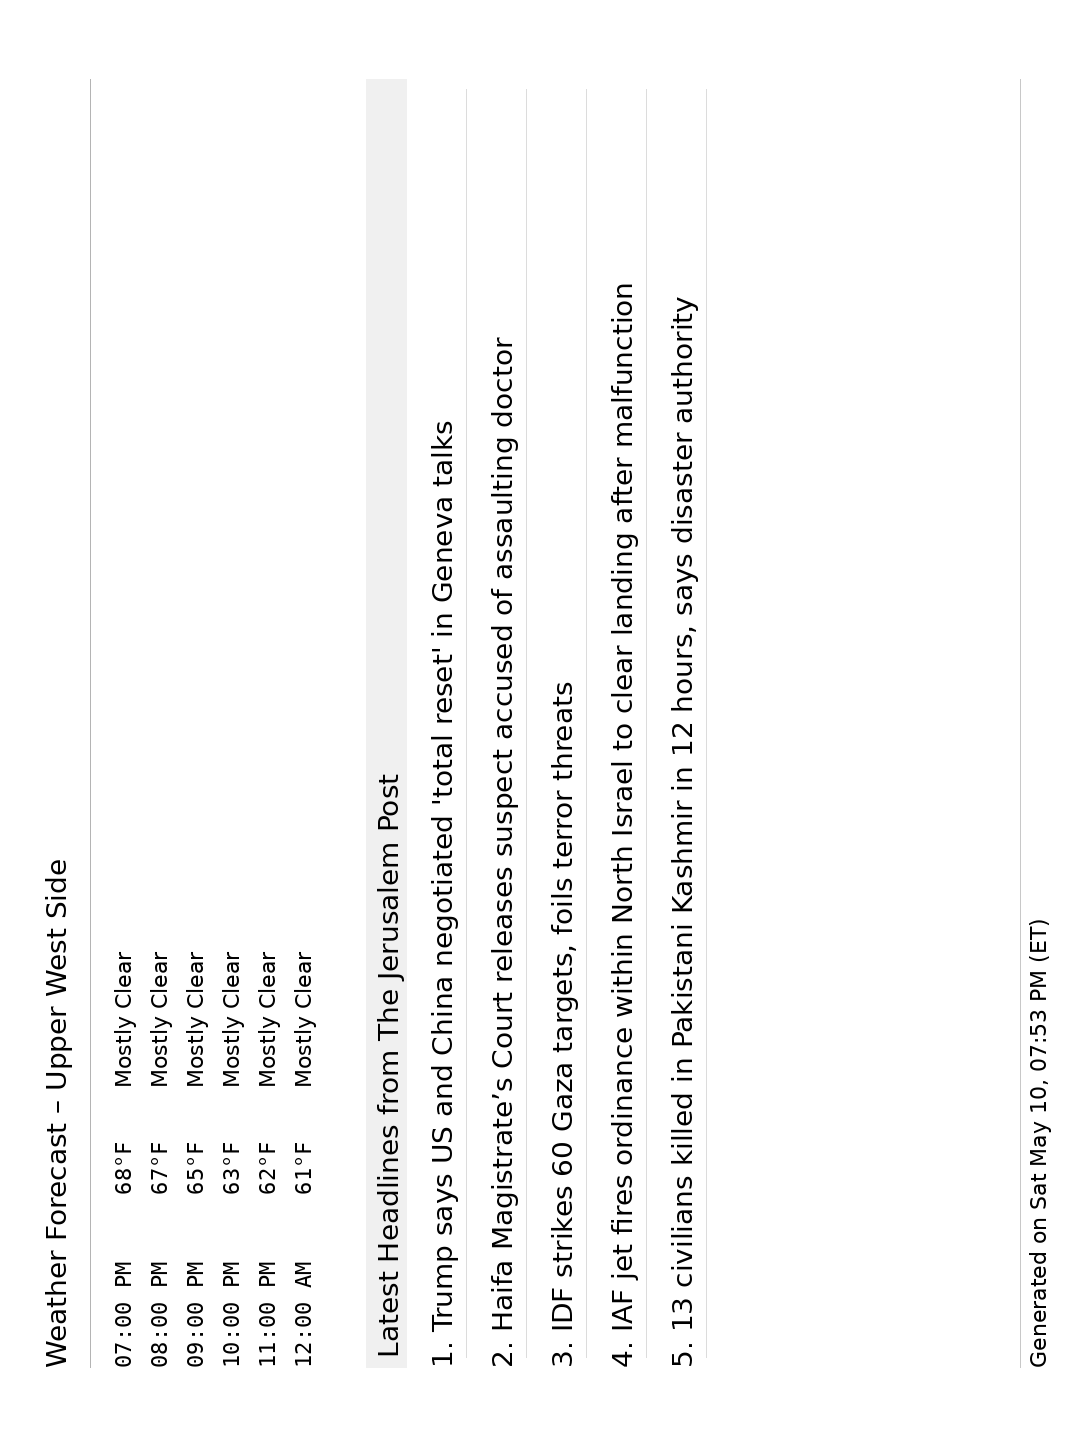 Weather Forecast – Upper West Side
07:00 PM 68°F Mostly Clear
08:00 PM 67°F Mostly Clear
09:00 PM 65°F Mostly Clear
10:00 PM 63°F Mostly Clear
11:00 PM 62°F Mostly Clear
12:00 AM 61°F Mostly Clear
Latest Headlines from The Jerusalem Post
1. Trump says US and China negotiated 'total reset' in Geneva talks
2. Haifa Magistrate’s Court releases suspect accused of assaulting doctor
3. IDF strikes 60 Gaza targets, foils terror threats
4. IAF jet fires ordinance within North Israel to clear landing after malfunction
5. 13 civilians killed in Pakistani Kashmir in 12 hours, says disaster authority
Generated on Sat May 10, 07:53 PM (ET)